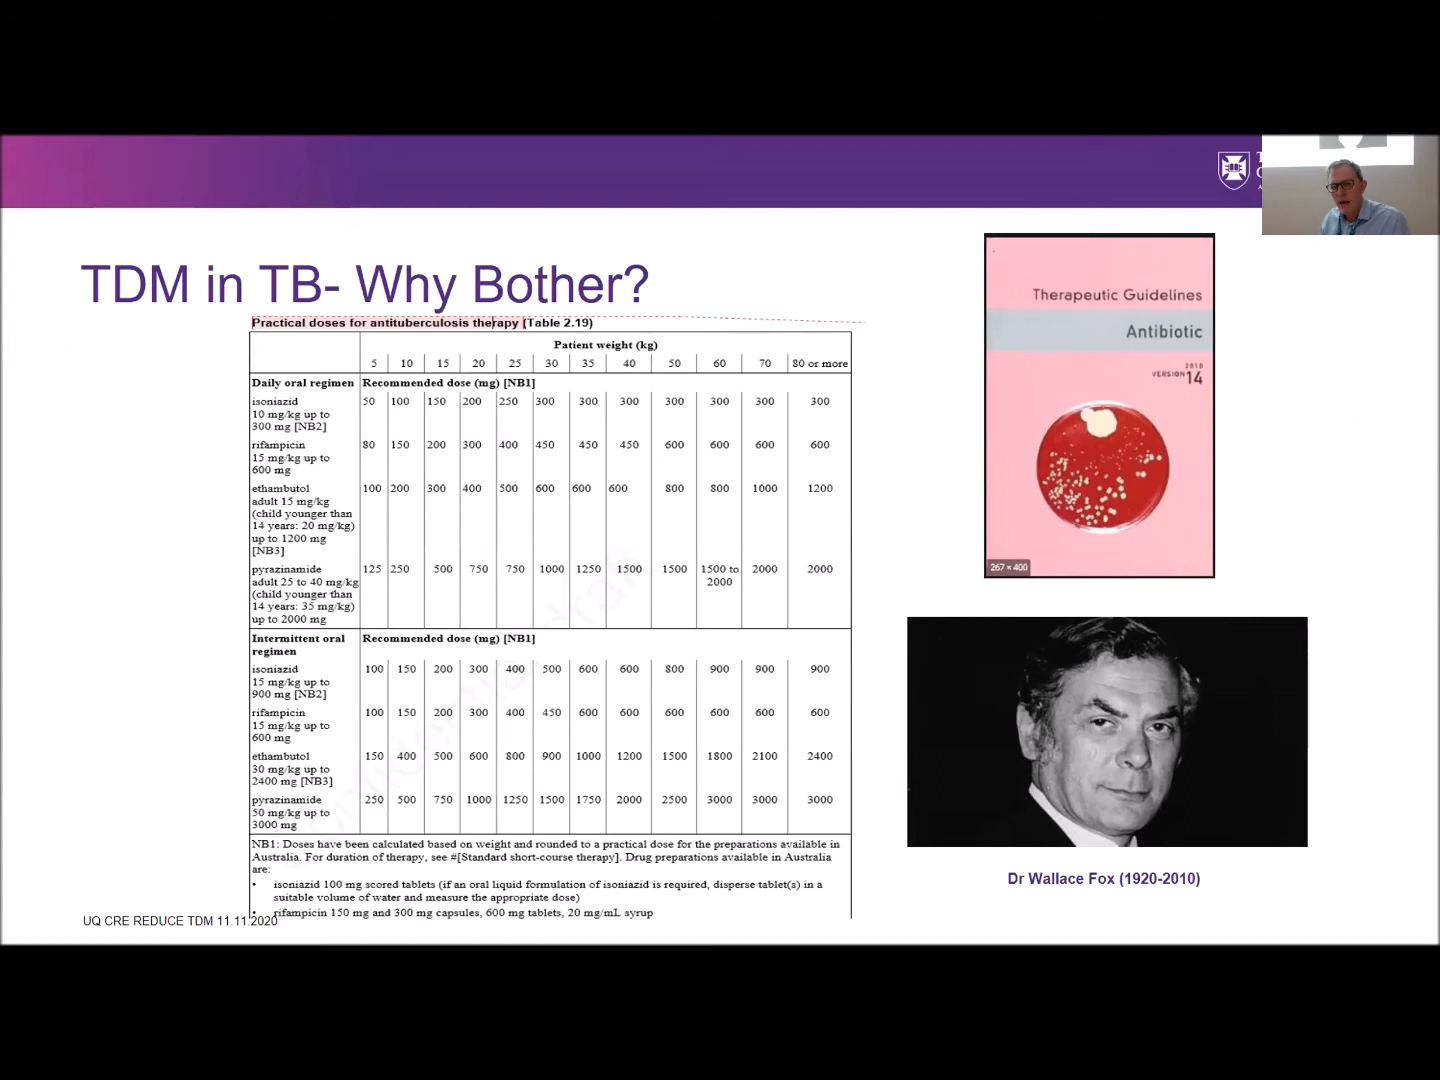 TDM in TB- Why Bother?
Practical doses for antituberculosis therapy (Table 2.19)
Patient weight (kg)
5 10 15 20 25 30 35 40 50 60 70 80 or more
Daily oral regimen Recommended dose (mg) [NB1]
isoniazid 50 100 150 200 250 300 300 300 300 300 300 300
10 mg/kg up to
300 mg [NB2]
rifampicin 80 150 200 300 400 450 450 450 600 600 600 600
15 mg/kg up to
600 mg
ethambutol 100 200 300 400 500 600 600 600 800 800 1000 1200
adult 15 mg/kg
(child younger than
14 years: 20 mg/kg)
up to 1200 mg
[NB3]
pyrazinamide 125 250 500 750 750 1000 1250 1500 1500 1500 to 2000 2000
adult 25 to 40 mg/kg 2000
(child younger than
14 years: 35 mg/kg)
up to 2000 mg
Intermittent oral Recommended dose (mg) [NB1]
regimen
isoniazid 100 150 200 300 400 500 600 600 800 900 900 900
15 mg/kg up to
900 mg [NB2]
rifampicin 100 150 200 300 400 450 600 600 600 600 600 600
15 mg/kg up to
600 mg
ethambutol 150 400 500 600 800 900 1000 1200 1500 1800 2100 2400
30 mg/kg up to
2400 mg [NB3]
pyrazinamide 250 500 750 1000 1250 1500 1750 2000 2500 3000 3000 3000
50 mg/kg up to
3000 mg
NB1: Doses have been calculated based on weight and rounded to a practical dose for the preparations available in
Australia. For duration of therapy, see #[Standard short-course therapy]. Drug preparations available in Australia
are:
• isoniazid 100 mg scored tablets (if an oral liquid formulation of isoniazid is required, disperse tablet(s) in a
suitable volume of water and measure the appropriate dose)
• rifampicin 150 mg and 300 mg capsules, 600 mg tablets, 20 mg/mL syrup
UQ CRE REDUCE TDM 11.11.2020
Therapeutic Guidelines
Antibiotic
2010
VERSION 14
267 × 400
Dr Wallace Fox (1920-2010)